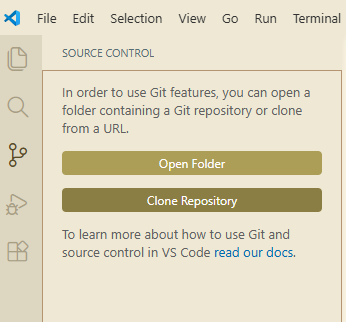 File Edit Selection View Go Run Terminal
SOURCE CONTROL
In order to use Git features, you can open a
folder containing a Git repository or clone
from a URL.
Open Folder
Clone Repository
To learn more about how to use Git and
source control in VS Code read our docs.